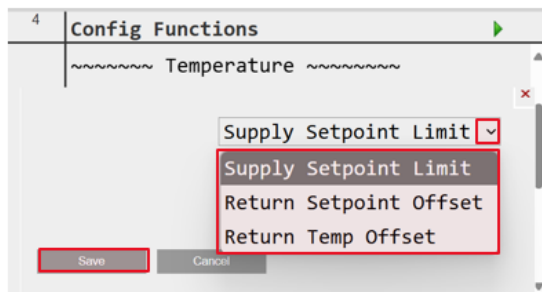 4
Config Functions
~~~~~~~ Temperature ~~~~~~~~
Supply Setpoint Limit
Supply Setpoint Limit
Return Setpoint Offset
Return Temp Offset
Save Cancel